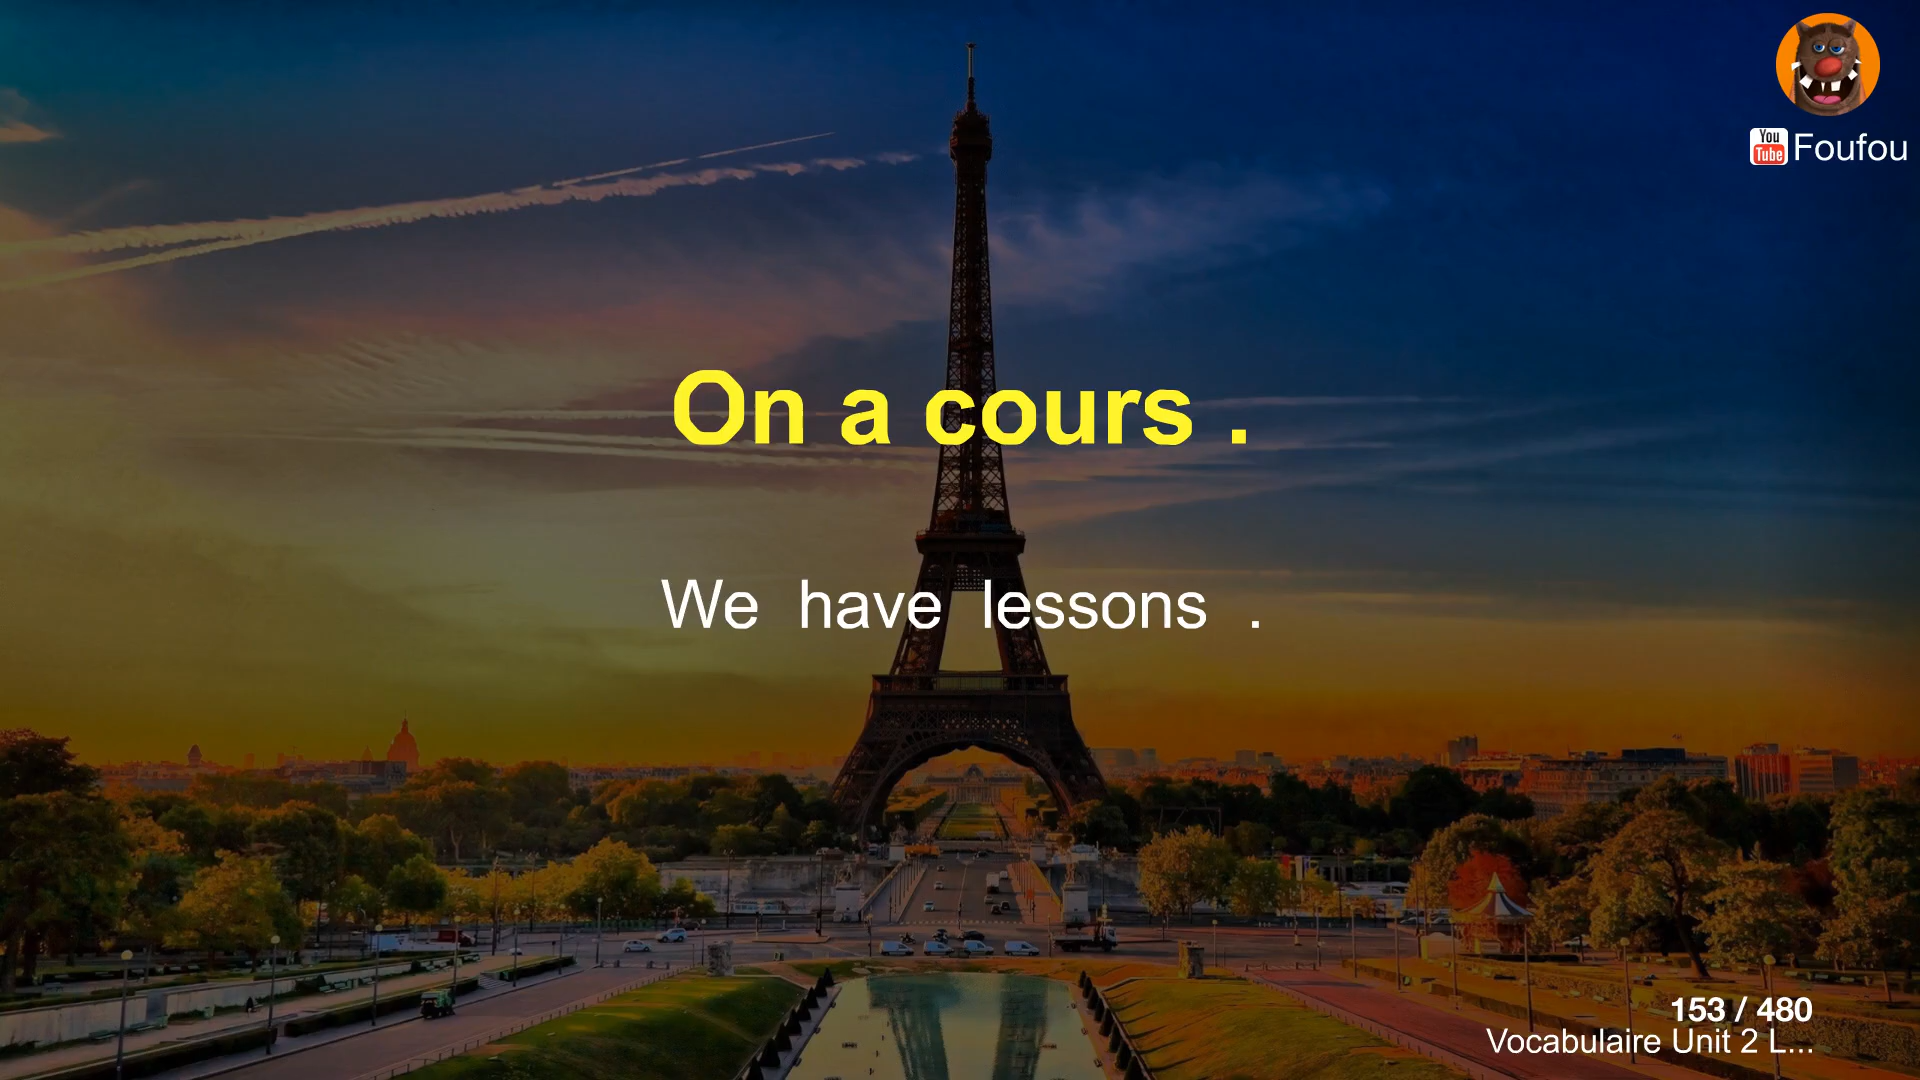 You
Tube
Foufou
On a cours .
We have lessons .
153 / 480
Vocabulaire Unit 2 L...